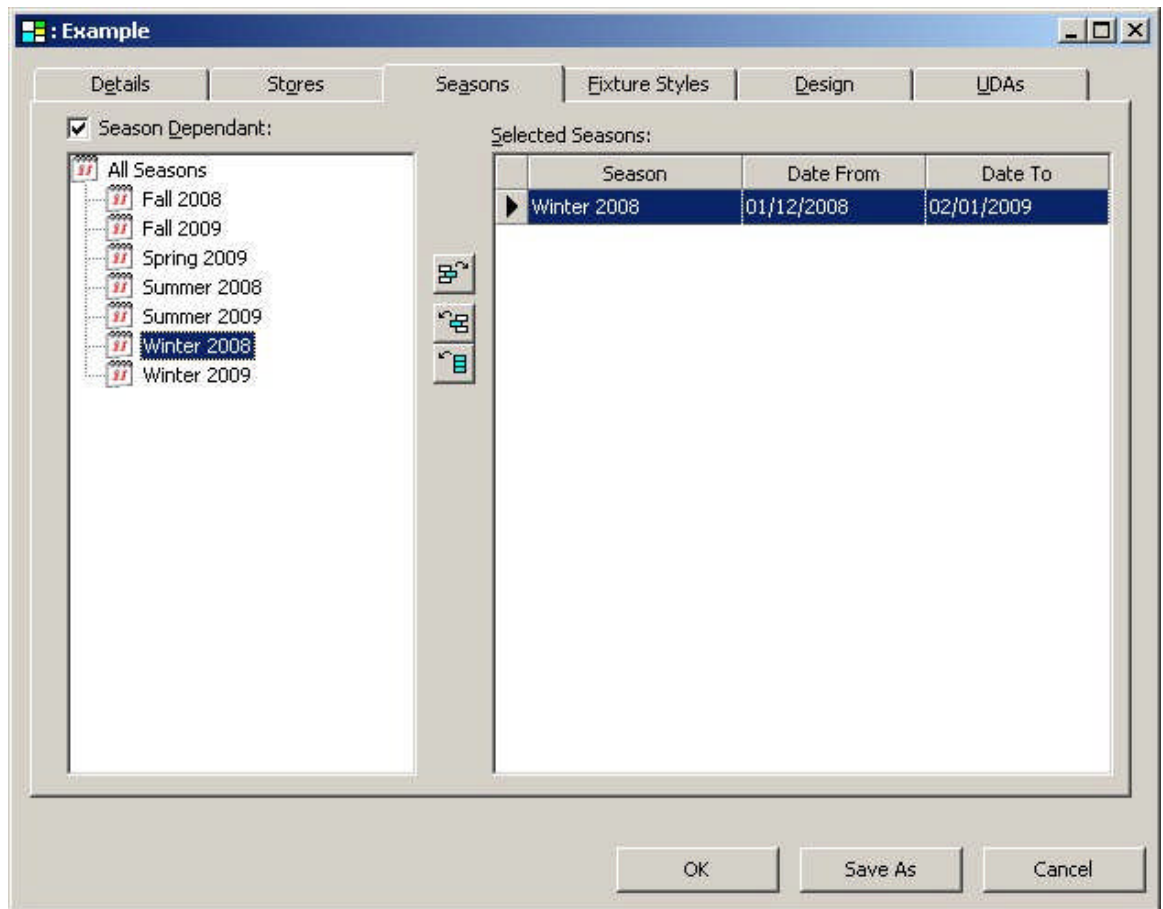 : Example
Details Stores Seasons Fixture Styles Design UDAs
Season Dependant:
Selected Seasons:
All Seasons
Fall 2008
Fall 2009
Spring 2009
Summer 2008
Summer 2009
Winter 2008
Winter 2009
Season Date From Date To
Winter 2008 01/12/2008 02/01/2009
OK Save As Cancel